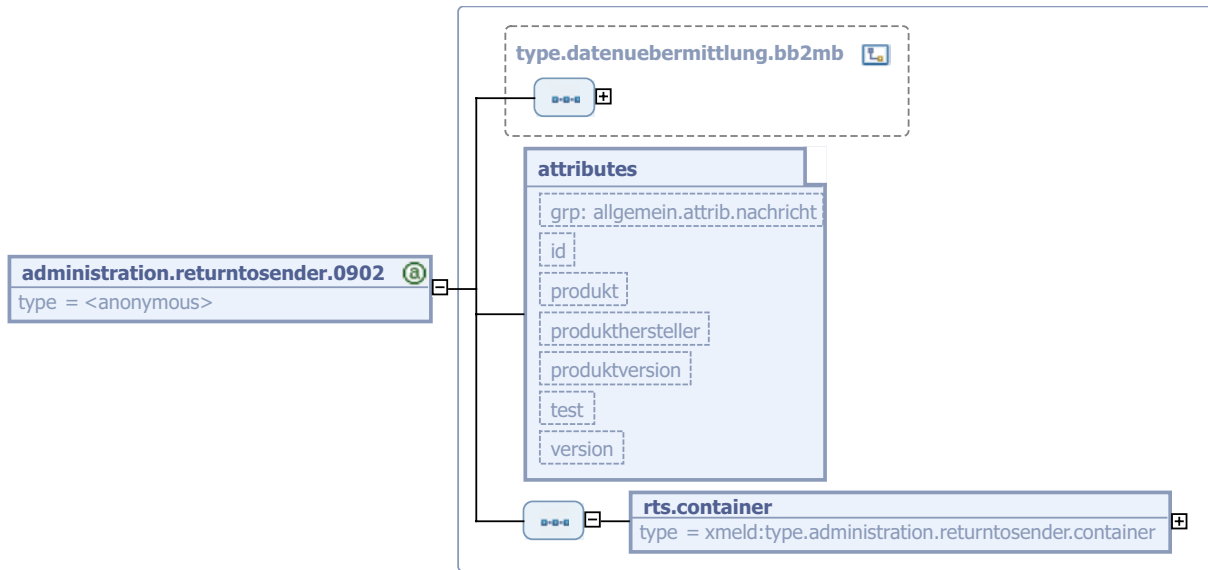 type.datenuebermittlung.bb2mb
attributes
grp: allgemein.attrib.nachricht
id
produkt
produkthersteller
produktversion
test
version
administration.returntosender.0902 @
type = <anonymous>
rts.container
type = xmeld:type.administration.returntosender.container